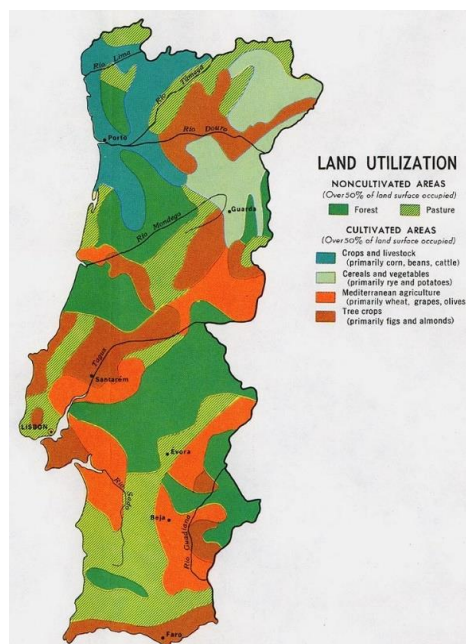 Rio Lima
Rio Tâmega
Porto
Rio Douro
LAND UTILIZATION
NONCULTIVATED AREAS
(Over 50% of land surface occupied)
Forest
Pasture
Guarda
Rio Mondego
CULTIVATED AREAS
(Over 50% of land surface occupied)
Crops and livestock
(primarily corn, beans, cattle)
Cereals and vegetables
(primarily rye and potatoes)
Mediterranean agriculture
(primarily wheat, grapes, olives
Tree crops
(primarily figs and almonds)
Tagus
Santarém
LISBON
Évora
Rio Sado
Beja
Rio Guadiana
Faro